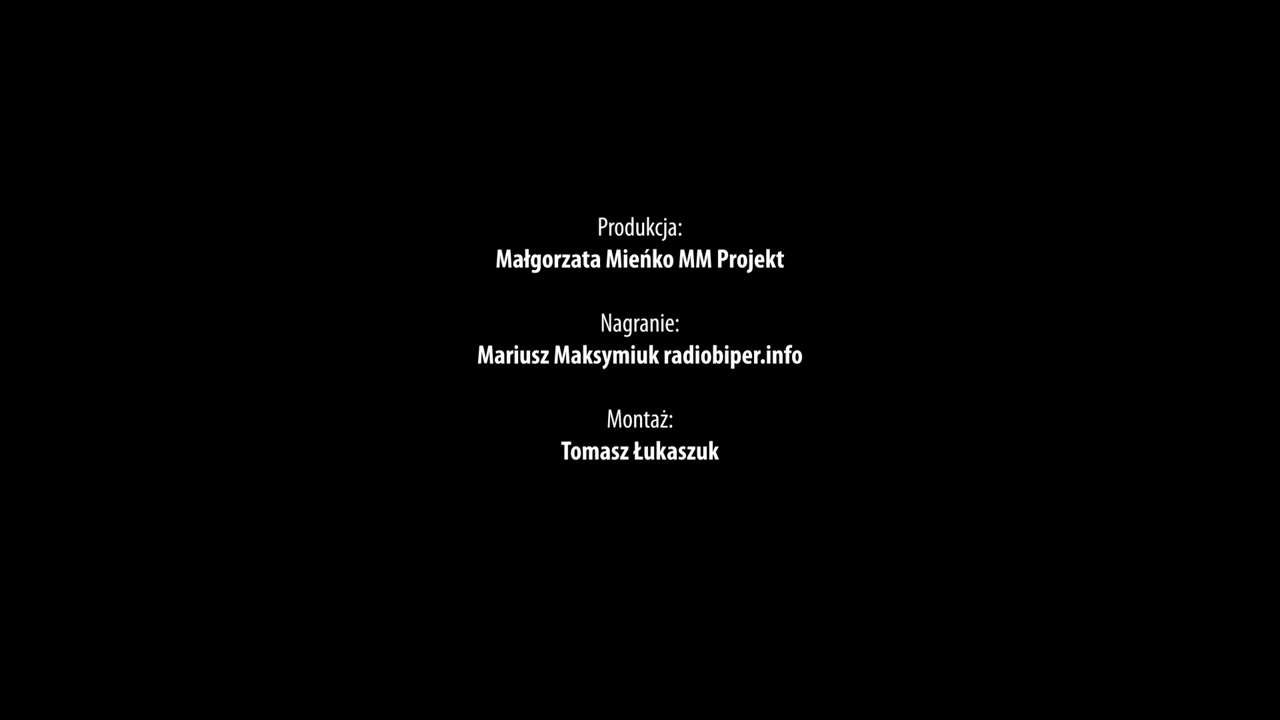 Produkcja:
Małgorzata Mieńko MM Projekt
Nagranie:
Mariusz Maksymiuk radiobiper.info
Montaż:
Tomasz Łukaszuk